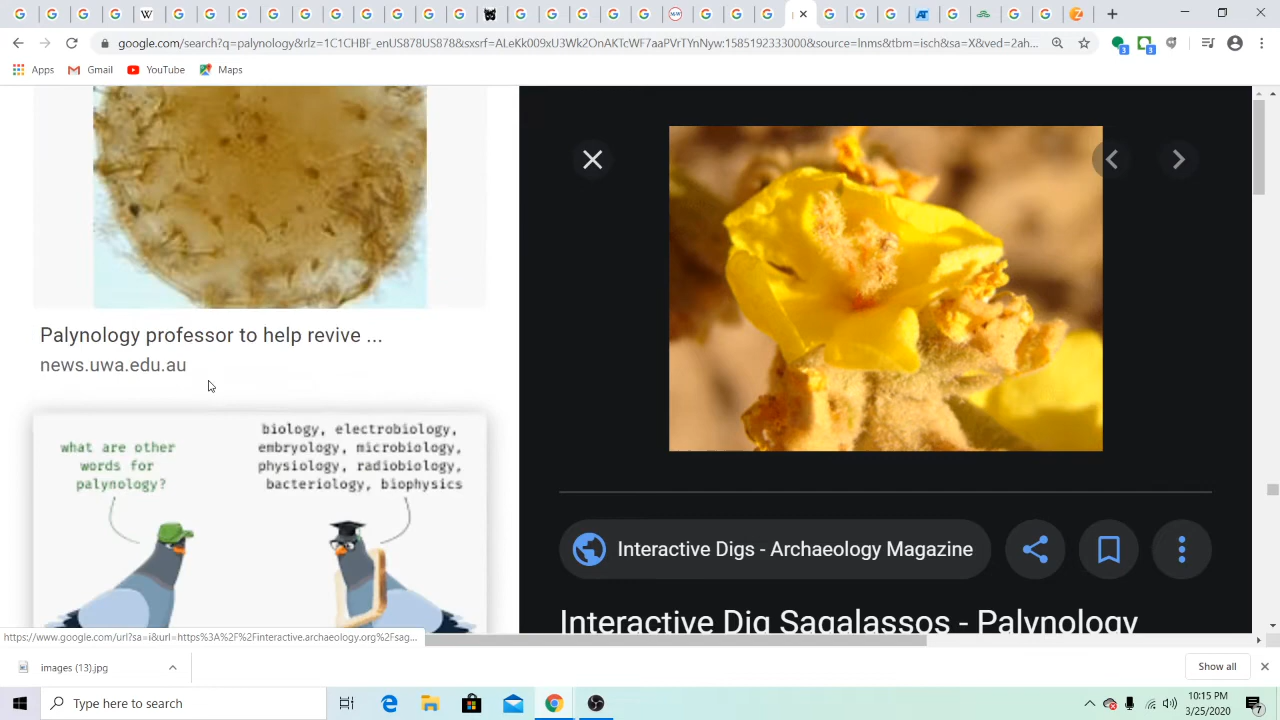 google.com/search?q=palynology&rlz=1C1CHBF_enUS878US878&sxsrf=ALeKk009xU3Wk2OnAKTcWF7aaPVrTYnNyw:1585192333000&source=lnms&tbm=isch&sa=X&ved=2ah...
3
3
Apps
Gmail
YouTube
Maps
Palynology professor to help revive ...
news.uwa.edu.au
what are other
words for
palynology?
biology, electrobiology,
embryology, microbiology,
physiology, radiobiology,
bacteriology, biophysics
Interactive Digs - Archaeology Magazine
Interactive Dig Sagalassos - Palynology
https://www.google.com/url?sa=i&url=https%3A%2F%2Finteractive.archaeology.org%2Fsag...
images (13).jpg
Show all
Type here to search
10:15 PM
3/25/2020
7